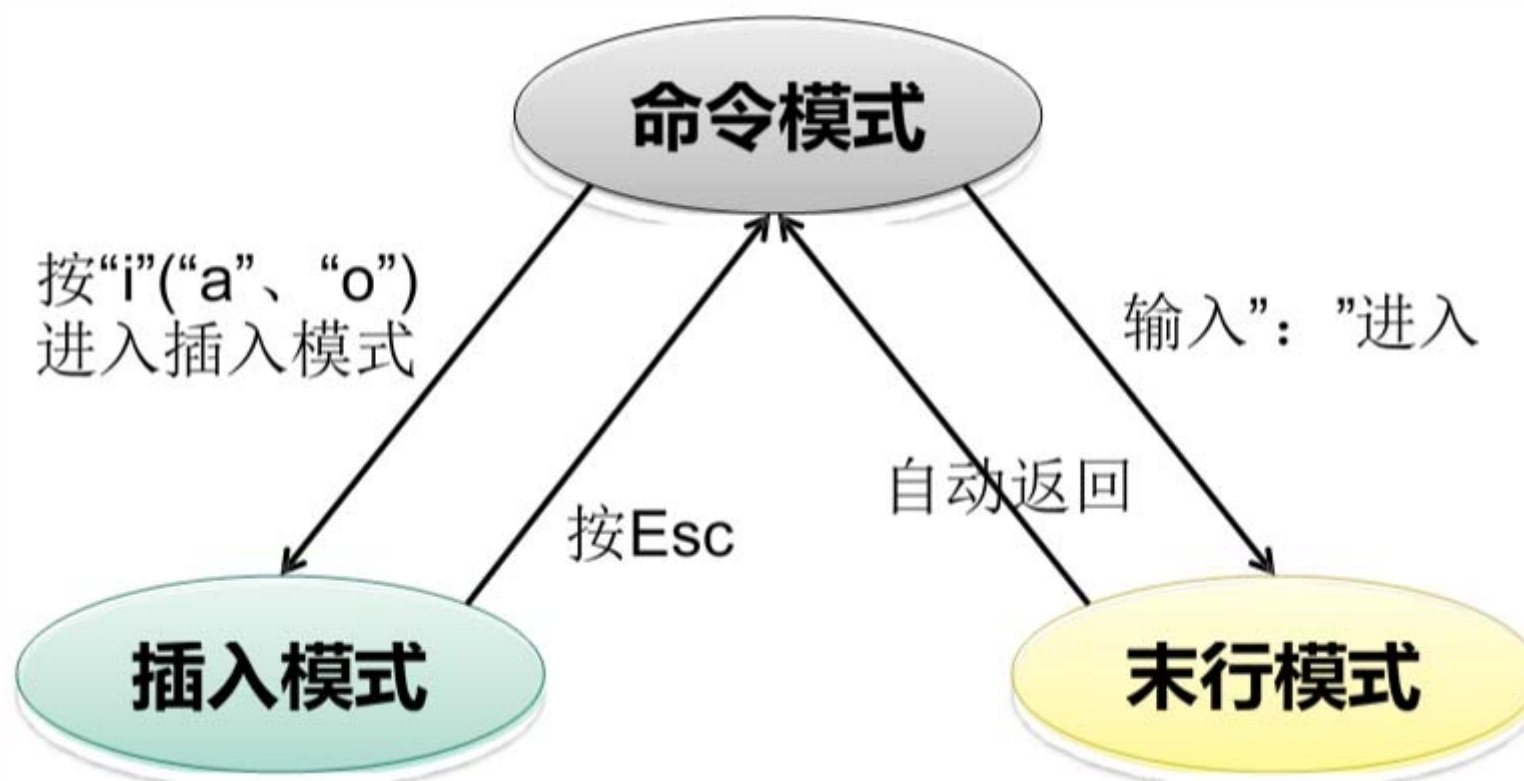 命令模式
按“i”(“a”、“o”)
进入插入模式
输入”：”进入
自动返回
按Esc
插入模式
末行模式